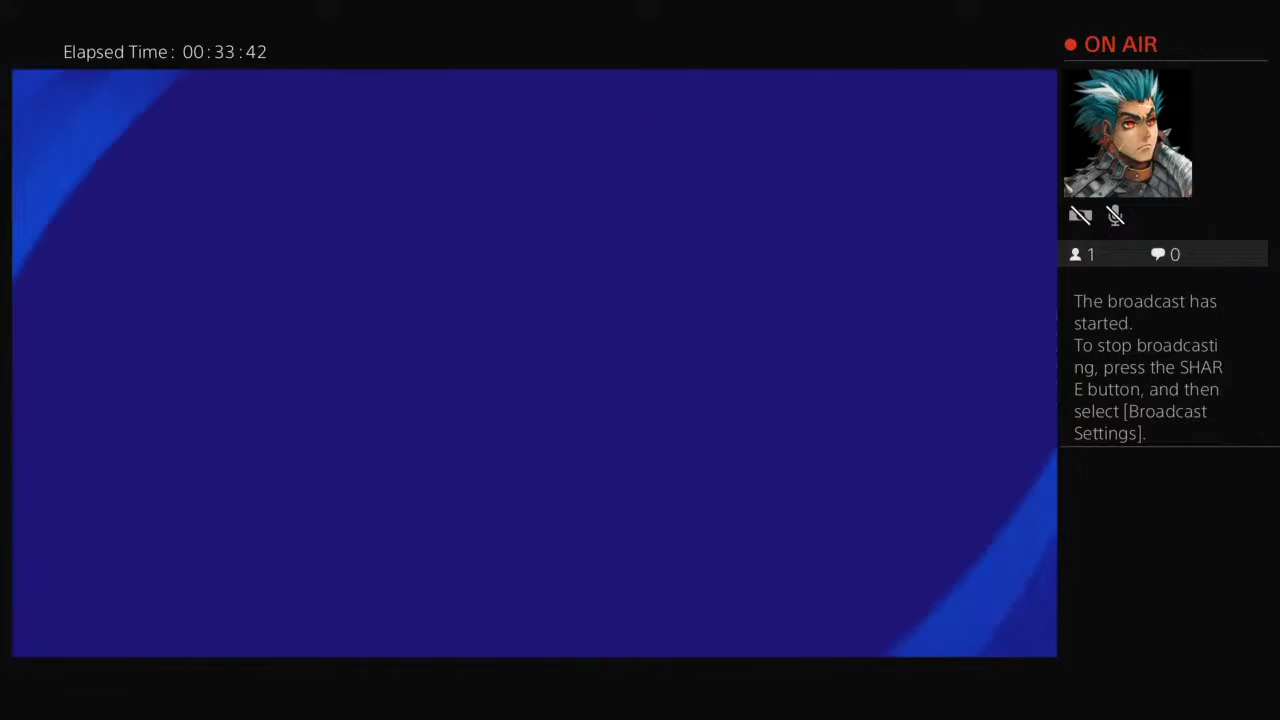 Elapsed Time: 00:33:42
ON AIR
1 0
The broadcast has
started.
To stop broadcasti
ng, press the SHAR
E button, and then
select [Broadcast
Settings].